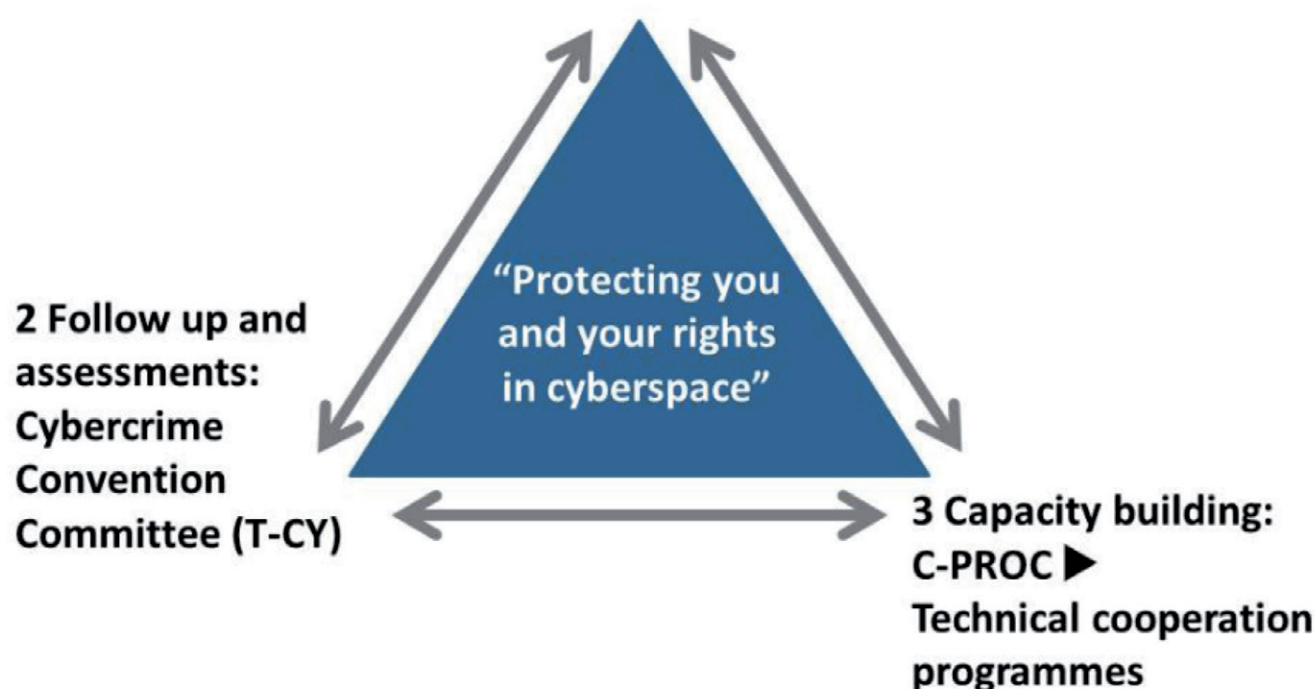 “Protecting you
and your rights
in cyberspace”
2 Follow up and
assessments:
Cybercrime
Convention
Committee (T-CY)
3 Capacity building:
C-PROC ▶
Technical cooperation
programmes